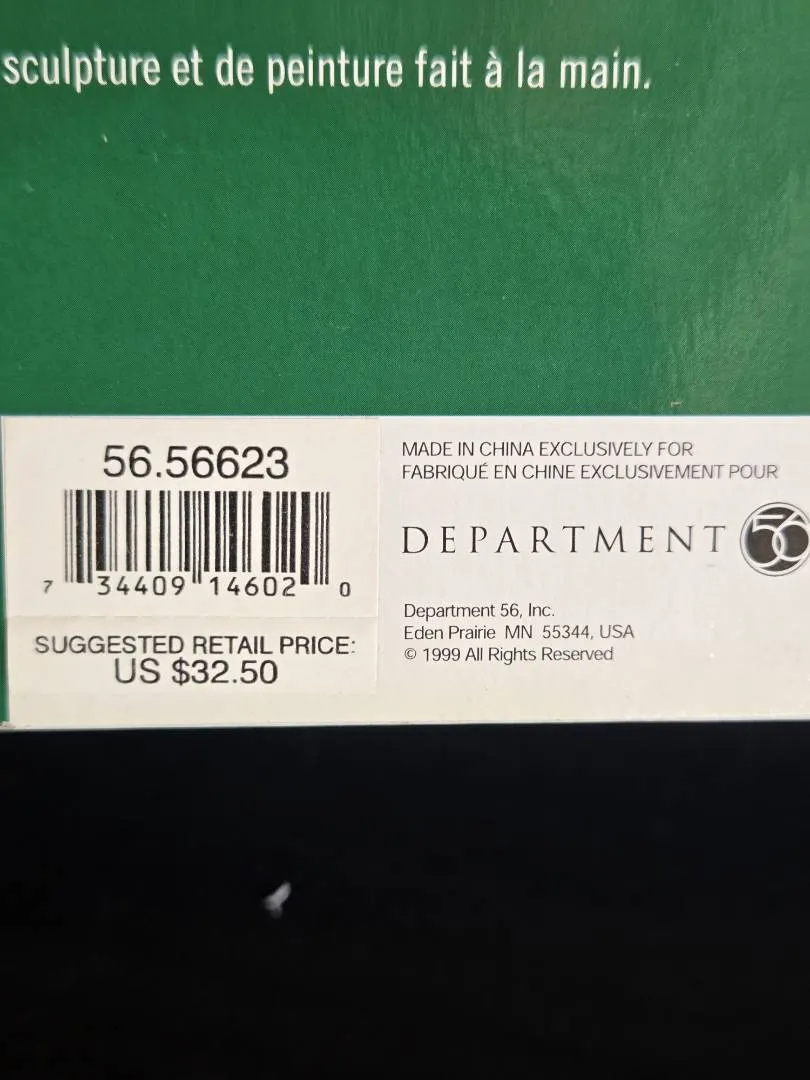 sculpture et de peinture fait à la main.
56.56623
7 34409 14602 0
SUGGESTED RETAIL PRICE:
US $32.50
MADE IN CHINA EXCLUSIVELY FOR
FABRIQUÉ EN CHINE EXCLUSIVEMENT POUR
DEPARTMENT 56
Department 56, Inc.
Eden Prairie MN 55344, USA
© 1999 All Rights Reserved